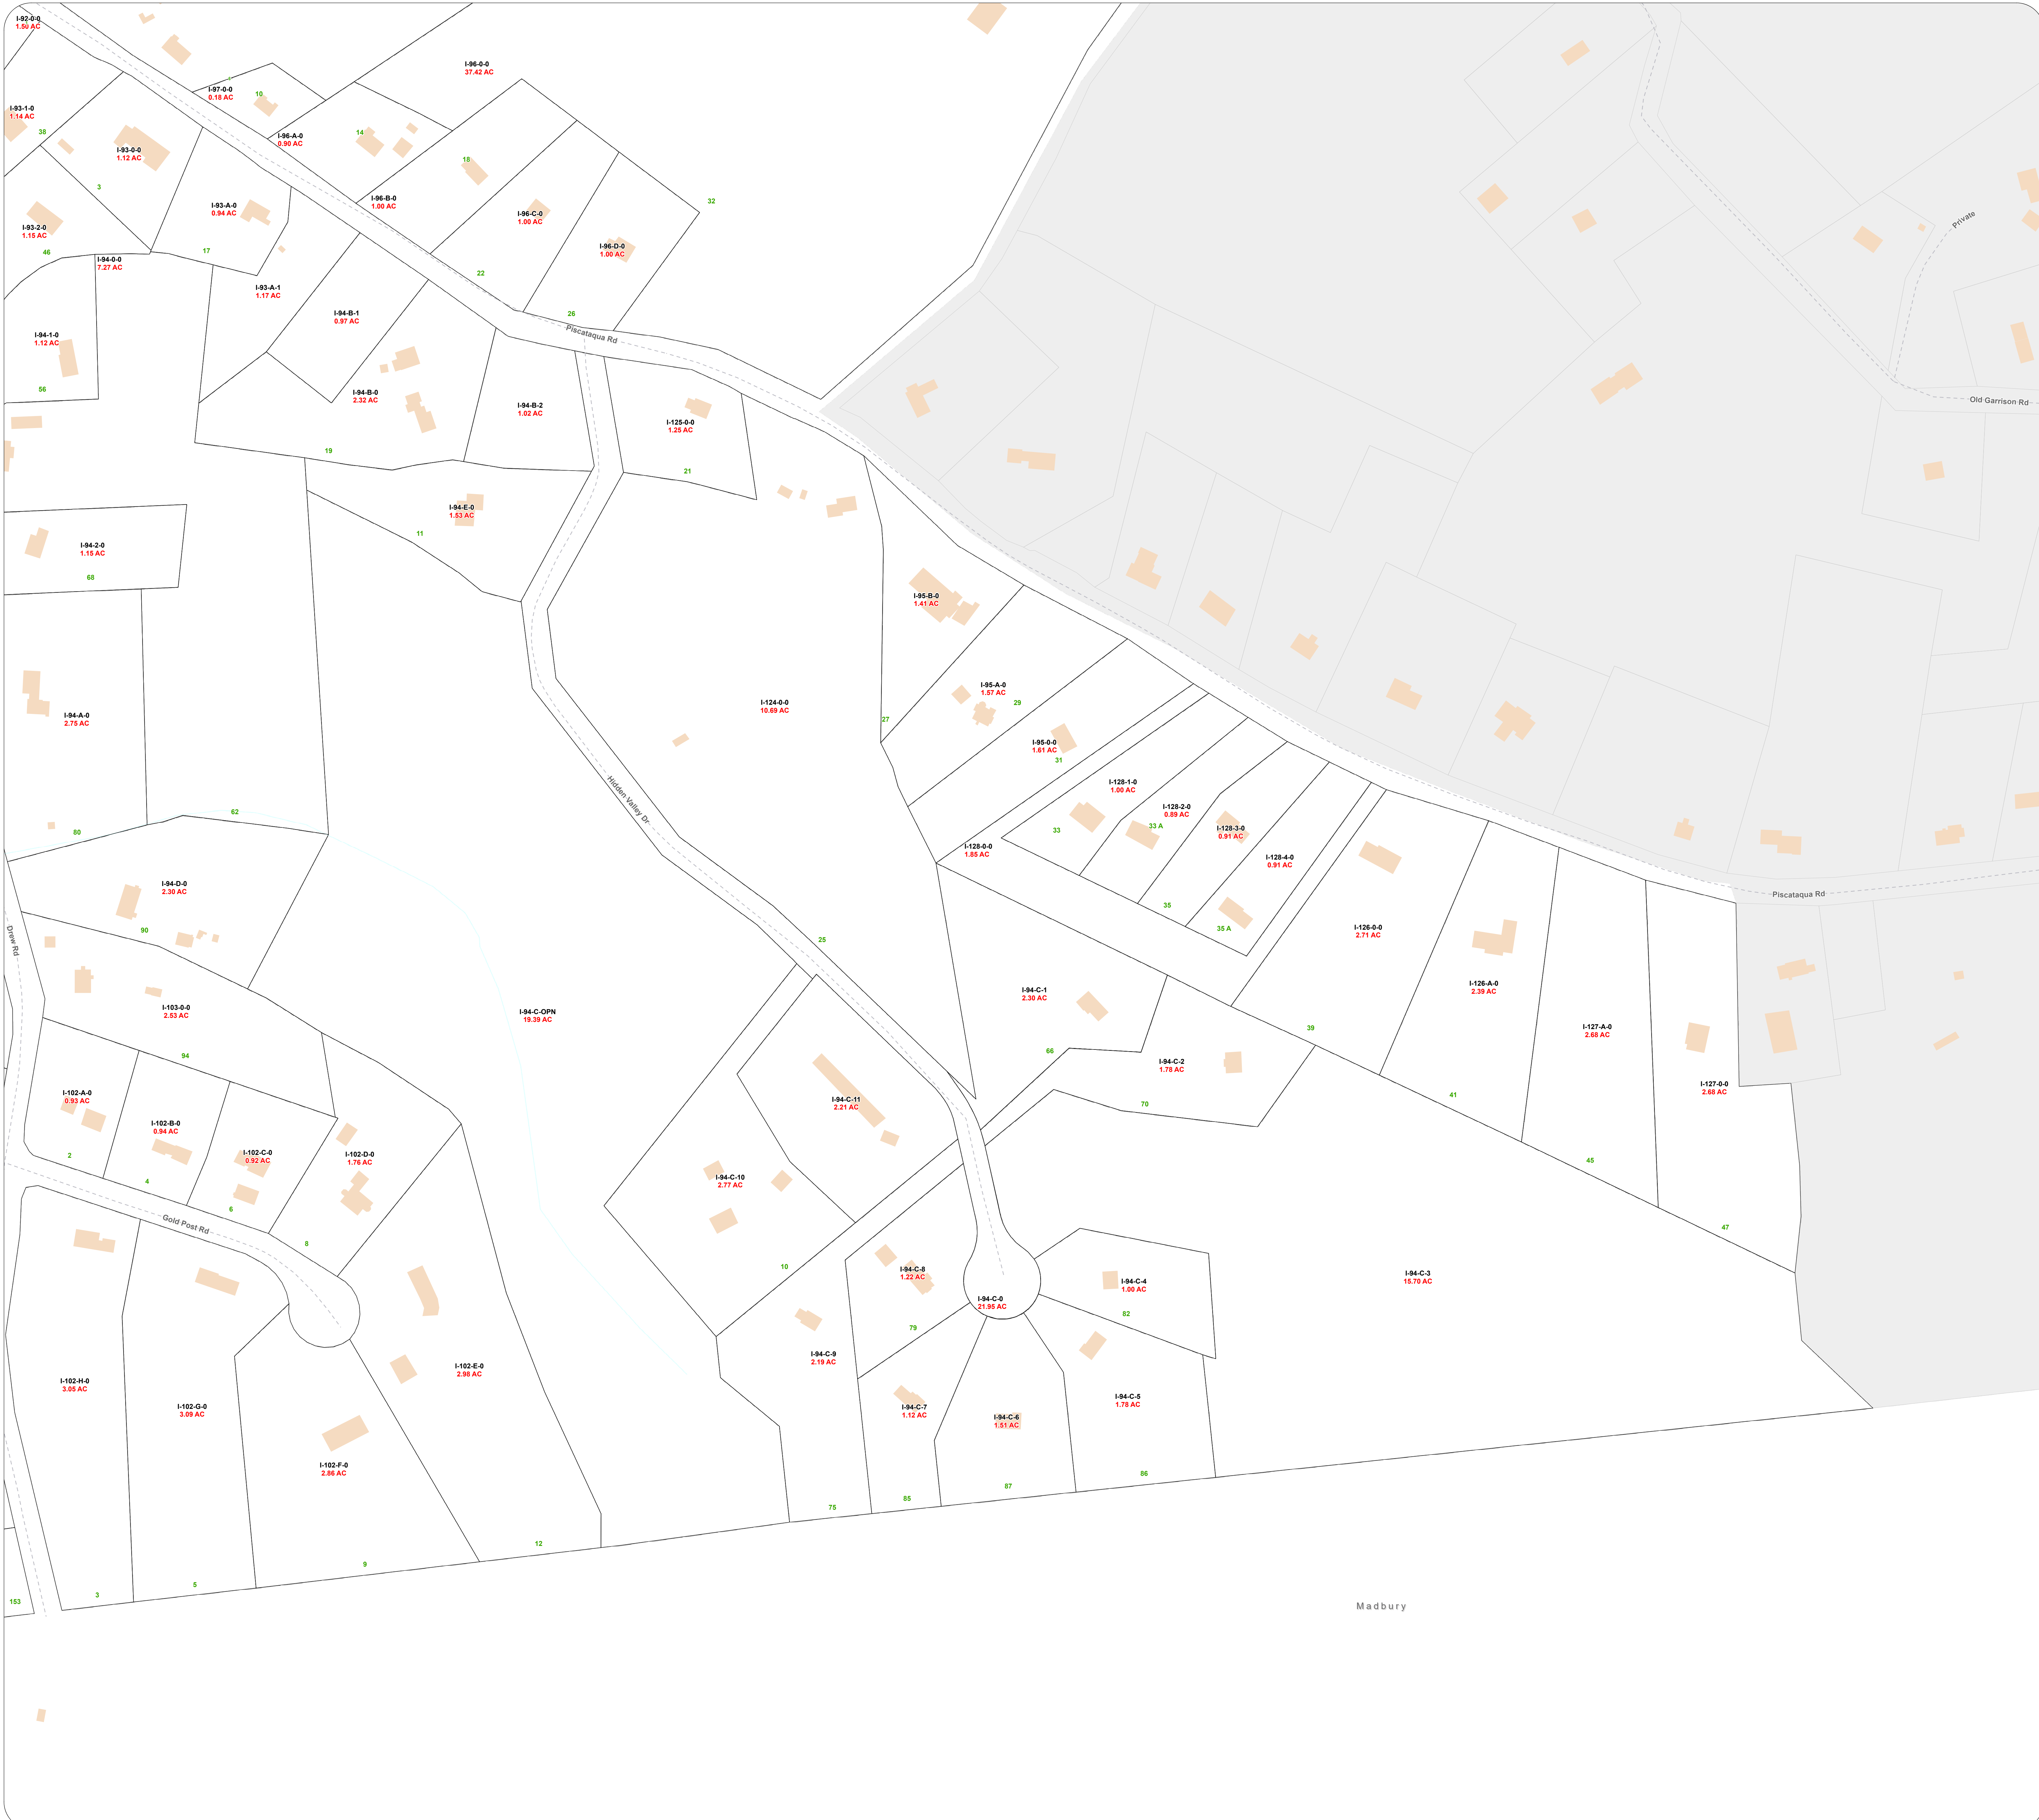 I-92-0-0
1.50 AC
I-96-0-0
37.42 AC
I-97-0-0
0.18 AC
10
I-93-1-0
1.14 AC
38
I-96-A-0
0.90 AC
14
I-93-0-0
1.12 AC
3
18
I-96-B-0
1.00 AC
32
I-93-A-0
0.94 AC
I-96-C-0
1.00 AC
Private
I-93-2-0
1.15 AC
46
17
I-96-D-0
1.00 AC
I-94-0-0
7.27 AC
22
I-93-A-1
1.17 AC
I-94-B-1
0.97 AC
26
Piscataqua Rd
I-94-1-0
1.12 AC
56
I-94-B-0
2.32 AC
I-94-B-2
1.02 AC
Old Garrison Rd
I-125-0-0
1.25 AC
19
21
I-94-E-0
1.53 AC
11
I-94-2-0
1.15 AC
68
I-95-B-0
1.41 AC
I-95-A-0
1.57 AC
29
I-94-A-0
2.75 AC
I-124-0-0
10.69 AC
27
I-95-0-0
1.61 AC
31
Hidden Valley Dr
I-128-1-0
1.00 AC
62
80
33
I-128-2-0
0.89 AC
33 A
I-128-3-0
0.91 AC
I-128-0-0
1.85 AC
I-128-4-0
0.91 AC
I-94-D-0
2.30 AC
Piscataqua Rd
35
35 A
90
Drew Rd
25
I-126-0-0
2.71 AC
I-94-C-1
2.30 AC
I-126-A-0
2.39 AC
I-103-0-0
2.53 AC
I-94-C-OPN
19.39 AC
39
I-127-A-0
2.68 AC
94
66
I-94-C-2
1.78 AC
I-127-0-0
2.68 AC
I-102-A-0
0.93 AC
I-94-C-11
2.21 AC
70
41
I-102-B-0
0.94 AC
I-102-C-0
0.92 AC
I-102-D-0
1.76 AC
2
45
4
I-94-C-10
2.77 AC
6
Gold Post Rd
8
47
10
I-94-C-8
1.22 AC
I-94-C-3
15.70 AC
I-94-C-4
1.00 AC
I-94-C-0
21.95 AC
82
79
I-94-C-9
2.19 AC
I-102-E-0
2.98 AC
I-102-H-0
3.05 AC
I-94-C-5
1.78 AC
I-102-G-0
3.09 AC
I-94-C-7
1.12 AC
I-94-C-6
1.51 AC
I-102-F-0
2.86 AC
86
87
85
75
12
9
5
3
153
Madbury